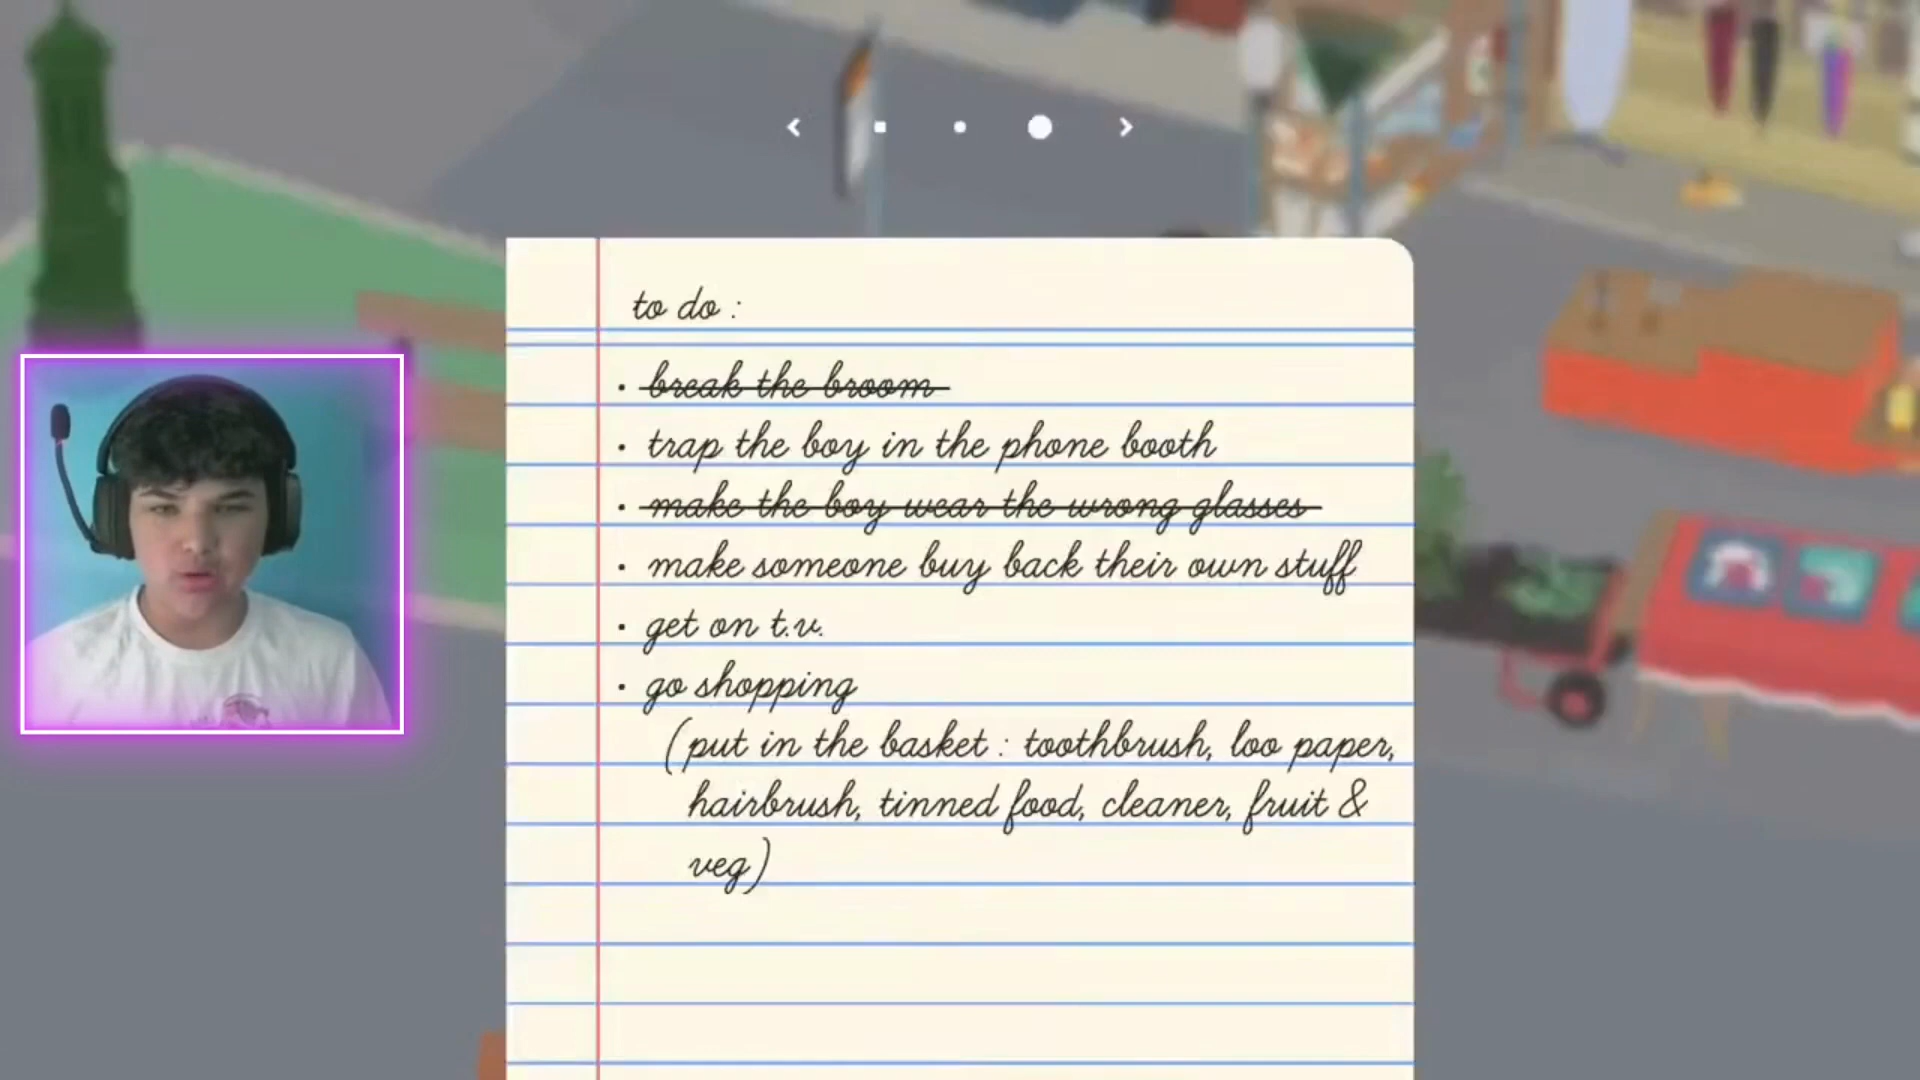 to do :
• break the broom
• trap the boy in the phone booth
• make the boy wear the wrong glasses
• make someone buy back their own stuff
• get on t.v.
• go shopping
(put in the basket : toothbrush, loo paper,
hairbrush, tinned food, cleaner, fruit &
veg)